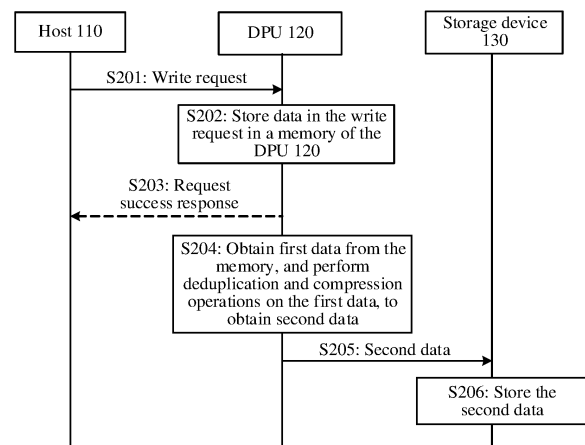 Host 110
DPU 120
Storage device
130
S201: Write request
S202: Store data in the write
request in a memory of the
DPU 120
S203: Request
success response
S204: Obtain first data from the
memory, and perform
deduplication and compression
operations on the first data, to
obtain second data
S205: Second data
S206: Store the
second data